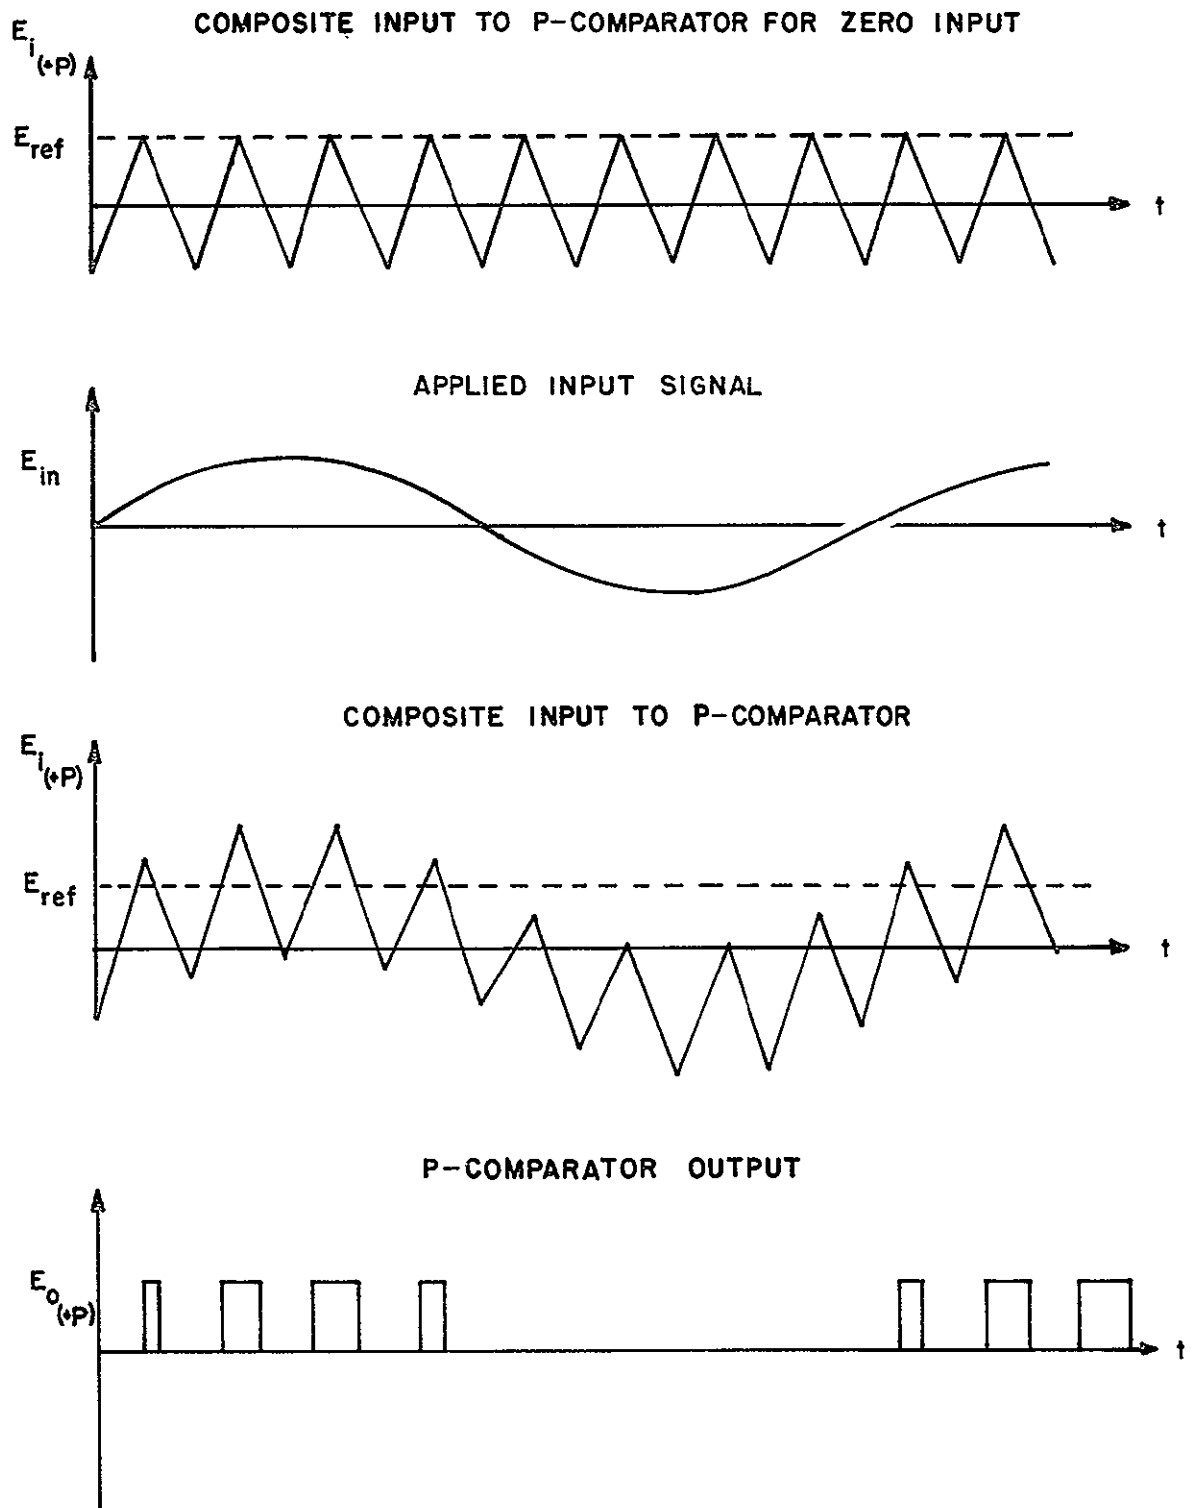 COMPOSITE INPUT TO P-COMPARATOR FOR ZERO INPUT
Ei(+P)
Eref
t
APPLIED INPUT SIGNAL
Ein
t
COMPOSITE INPUT TO P-COMPARATOR
Ei(+P)
Eref
t
P-COMPARATOR OUTPUT
Eo(+P)
t